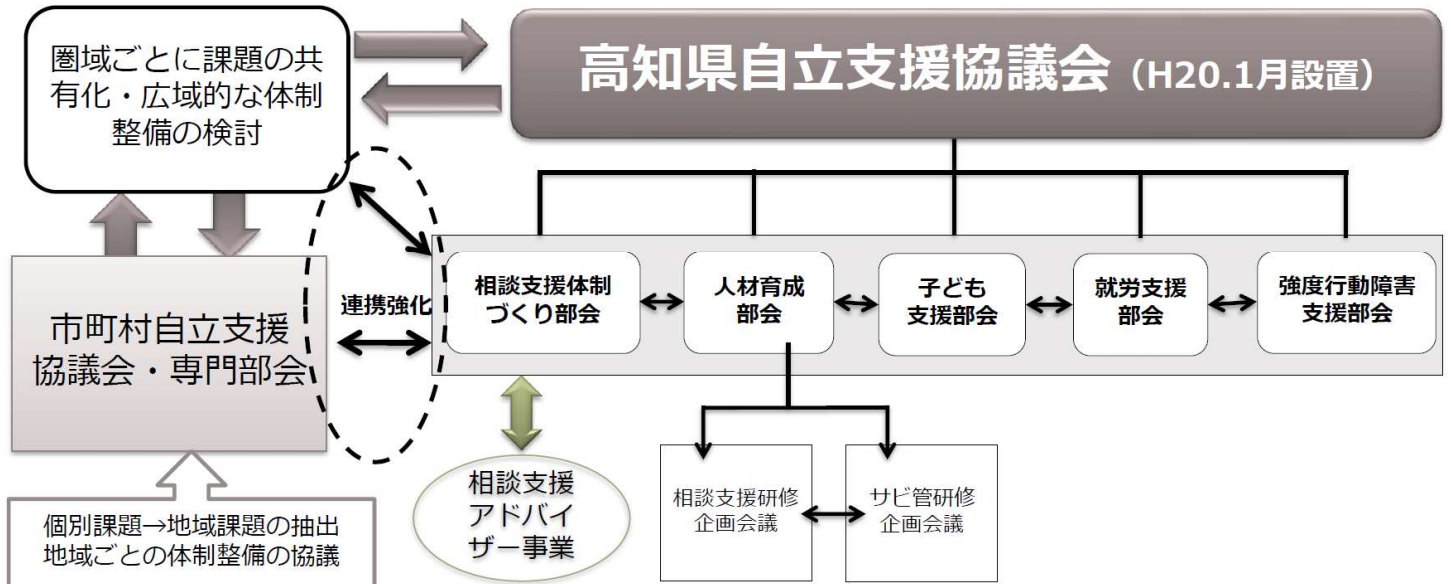 圏域ごとに課題の共
有化・広域的な体制
整備の検討
高知県自立支援協議会（H20.1月設置）
連携強化
市町村自立支援
協議会・専門部会
相談支援体制
づくり部会
人材育成
部会
子ども
支援部会
就労支援
部会
強度行動障害
支援部会
個別課題→地域課題の抽出
地域ごとの体制整備の協議
相談支援
アドバイ
ザー事業
相談支援研修
企画会議
サビ管研修
企画会議